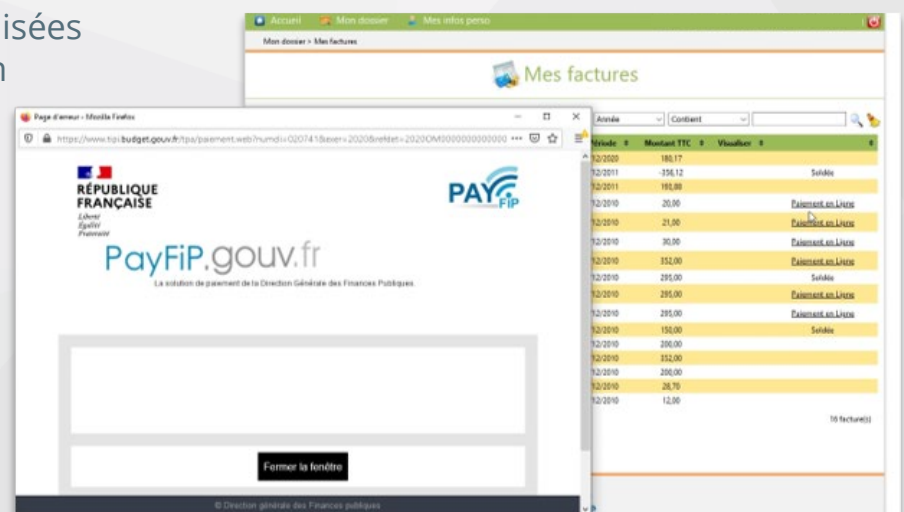 isées
n
Accueil Mon dossier Mes infos perso
Mon dossier > Mes factures
Mes factures
Page d'erreur - Mozilla Firefox
Année Contient
https://www.tipi.budget.gouv.fr/tpa/paiement.web?numcli=020741&exer=2020&refdet=2020OM0000000000000
Période Montant TTC Visualiser
12/2020 180,17
12/2011 -356,12 Soldée
12/2011
12/2010 20,00 Paiement en Ligne
12/2010 21,00 Paiement en Ligne
12/2010 30,00 Paiement en Ligne
12/2010 352,00 Paiement en Ligne
12/2010 295,00 Soldée
12/2010 295,00 Paiement en Ligne
12/2010 295,00 Paiement en Ligne
12/2010 150,00 Soldée
12/2010 200,00
12/2010 352,00
12/2010 200,00
12/2010 28,70
12/2010 12,00
16 facture(s)
RÉPUBLIQUE
FRANÇAISE
Liberté
Égalité
Fraternité
PAY FiP
PayFiP.gouv.fr
La solution de paiement de la Direction Générale des Finances Publiques.
Fermer la fenêtre
© Direction générale des Finances publiques